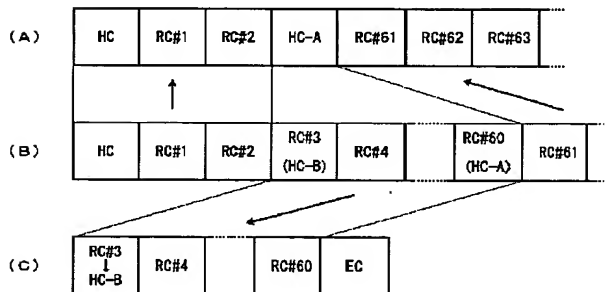 (A) HC RC#1 RC#2 HC-A RC#61 RC#62 RC#63
(B) HC RC#1 RC#2 RC#3 (HC-B) RC#4 RC#60 (HC-A) RC#61
(C) RC#3 ↓ HC-B RC#4 RC#60 EC